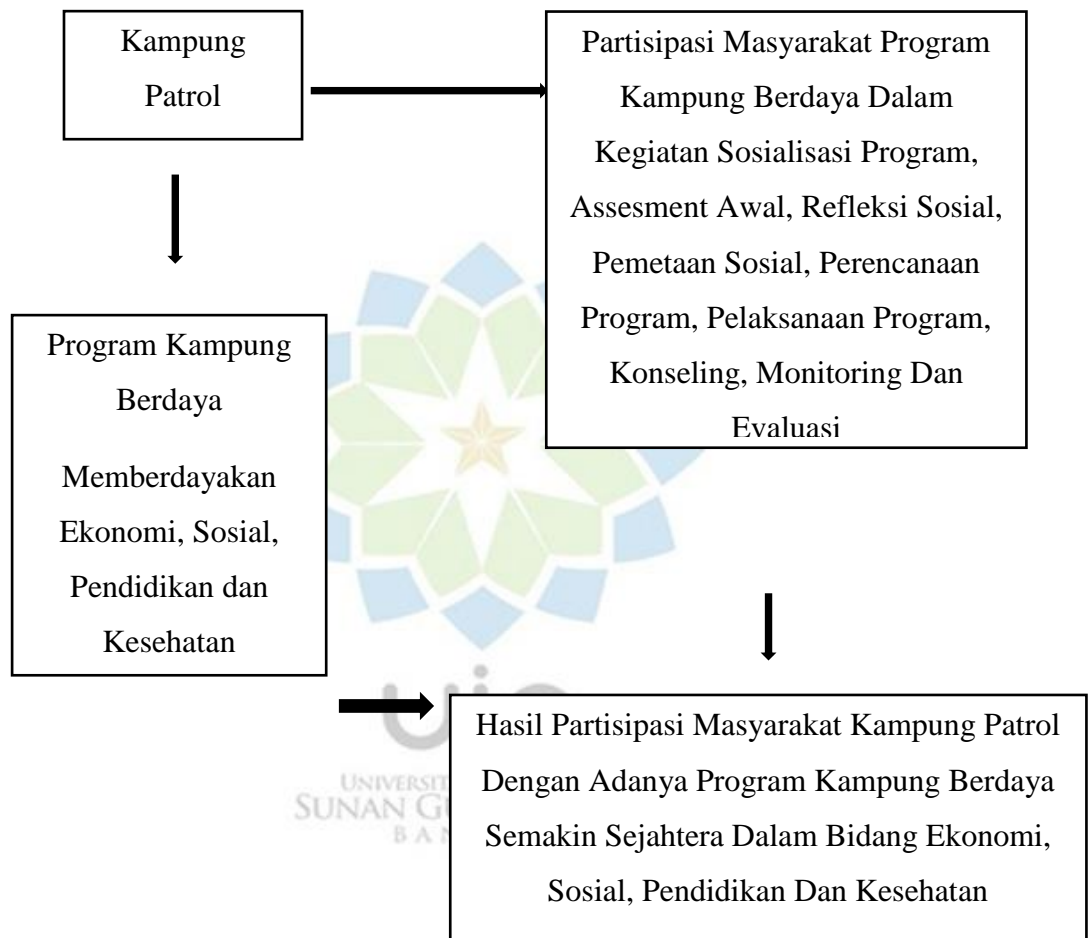 Kampung
Patrol
Partisipasi Masyarakat Program
Kampung Berdaya Dalam
Kegiatan Sosialisasi Program,
Assesment Awal, Refleksi Sosial,
Pemetaan Sosial, Perencanaan
Program, Pelaksanaan Program,
Konseling, Monitoring Dan
Evaluasi
Program Kampung
Berdaya
Memberdayakan
Ekonomi, Sosial,
Pendidikan dan
Kesehatan
Hasil Partisipasi Masyarakat Kampung Patrol
Dengan Adanya Program Kampung Berdaya
Semakin Sejahtera Dalam Bidang Ekonomi,
Sosial, Pendidikan Dan Kesehatan
SUNAN